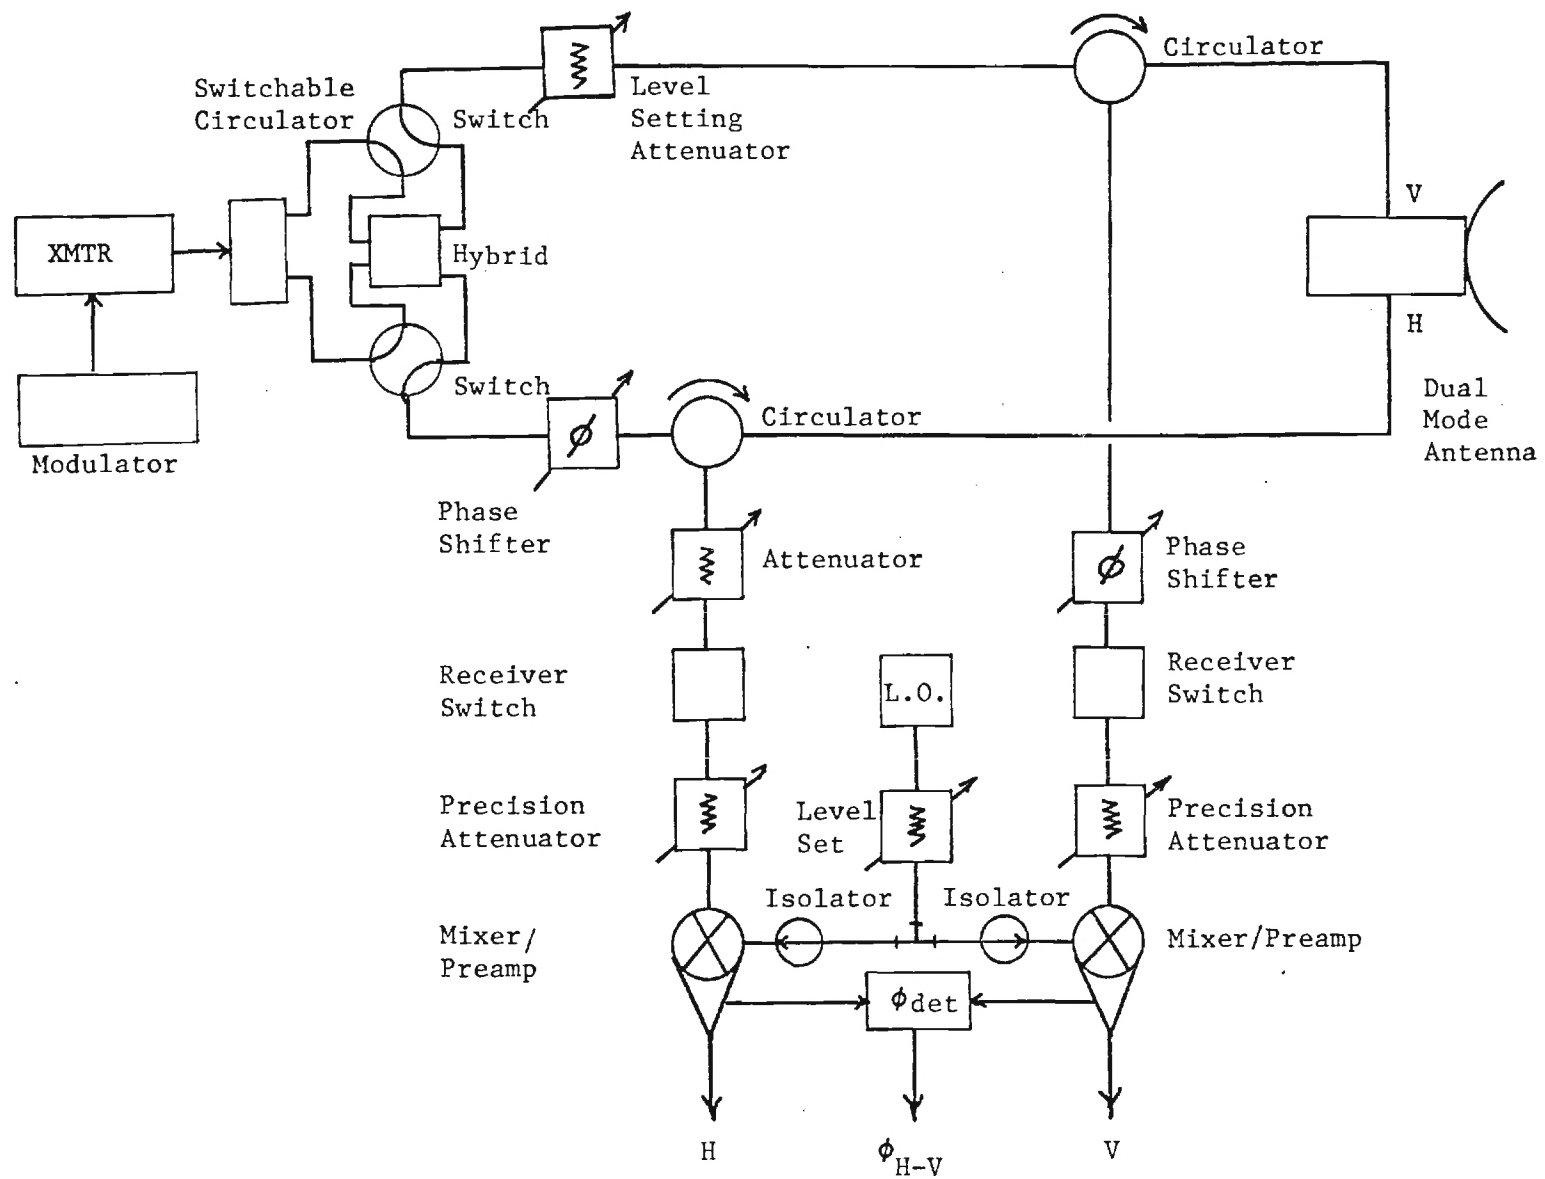 Circulator
Switchable
Circulator
Switch
Level
Setting
Attenuator
V
XMTR
Hybrid
H
Switch
Dual
Mode
Antenna
Circulator
Modulator
Phase
Shifter
ϕ
Attenuator
ϕ
Phase
Shifter
Receiver
Switch
L.O.
Receiver
Switch
Precision
Attenuator
Level
Set
Precision
Attenuator
Isolator
Isolator
Mixer/
Preamp
Mixer/Preamp
ϕdet
H
ϕH-V
V